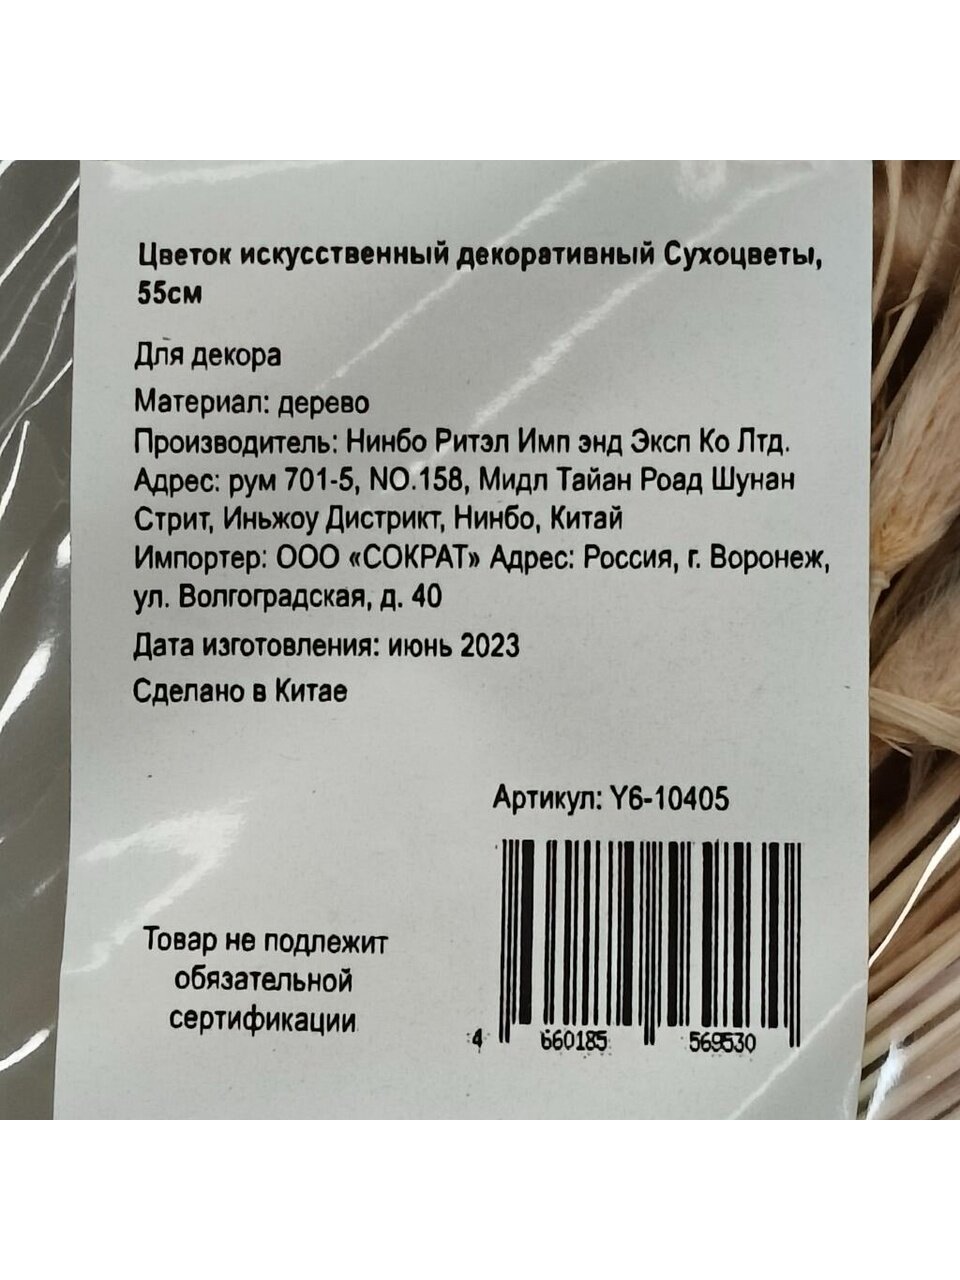 Цветок искусственный декоративный Сухоцветы,
55см
Для декора
Материал: дерево
Производитель: Нинбо Ритэл Имп энд Эксп Ко Лтд.
Адрес: рум 701-5, NO.158, Мидл Тайан Роад Шунан
Стрит, Иньжоу Дистрикт, Нинбо, Китай
Импортер: ООО «СОКРАТ» Адрес: Россия, г. Воронеж,
ул. Волгоградская, д. 40
Дата изготовления: июнь 2023
Сделано в Китае
Артикул: Y6-10405
Товар не подлежит
обязательной
сертификации
4 660185 569530